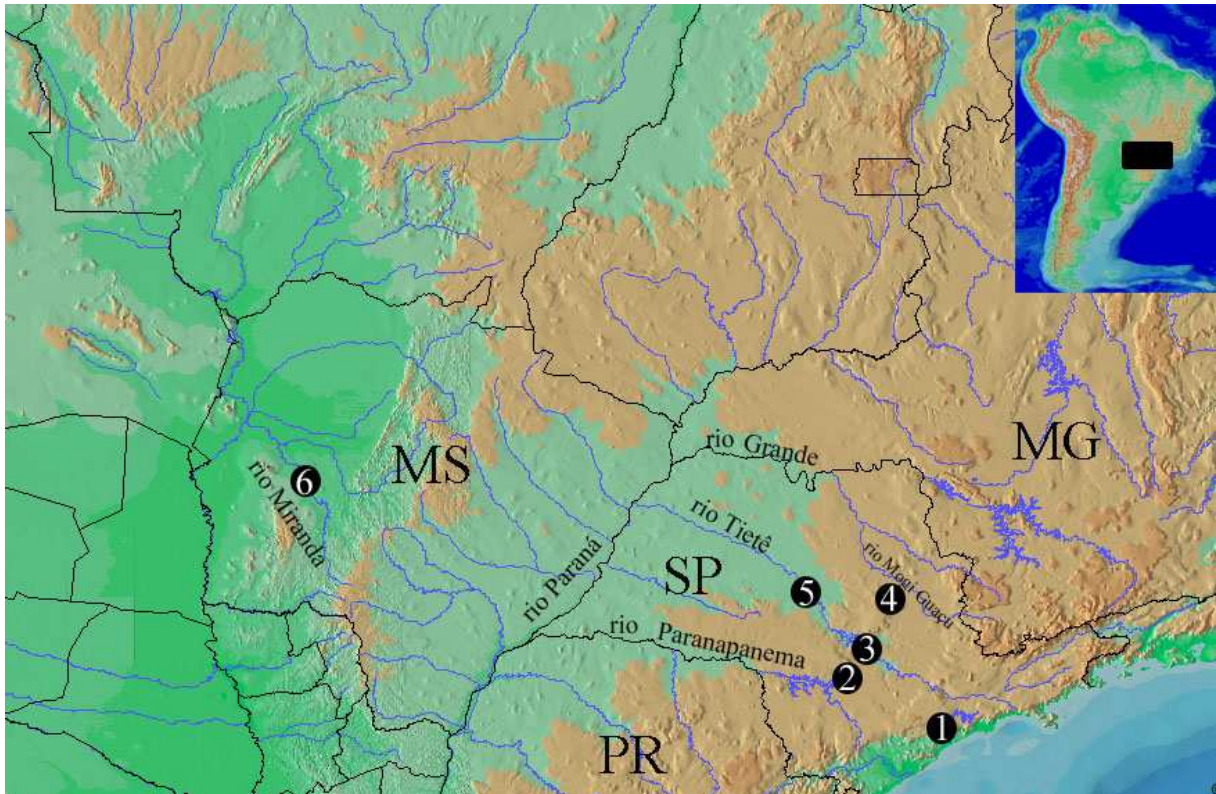 MG
rio Grande
MS
6
rio Miranda
rio Tietê
rio Mogi Guaçu
rio Paraná
SP
5
4
rio Paranapanema
3
2
1
PR